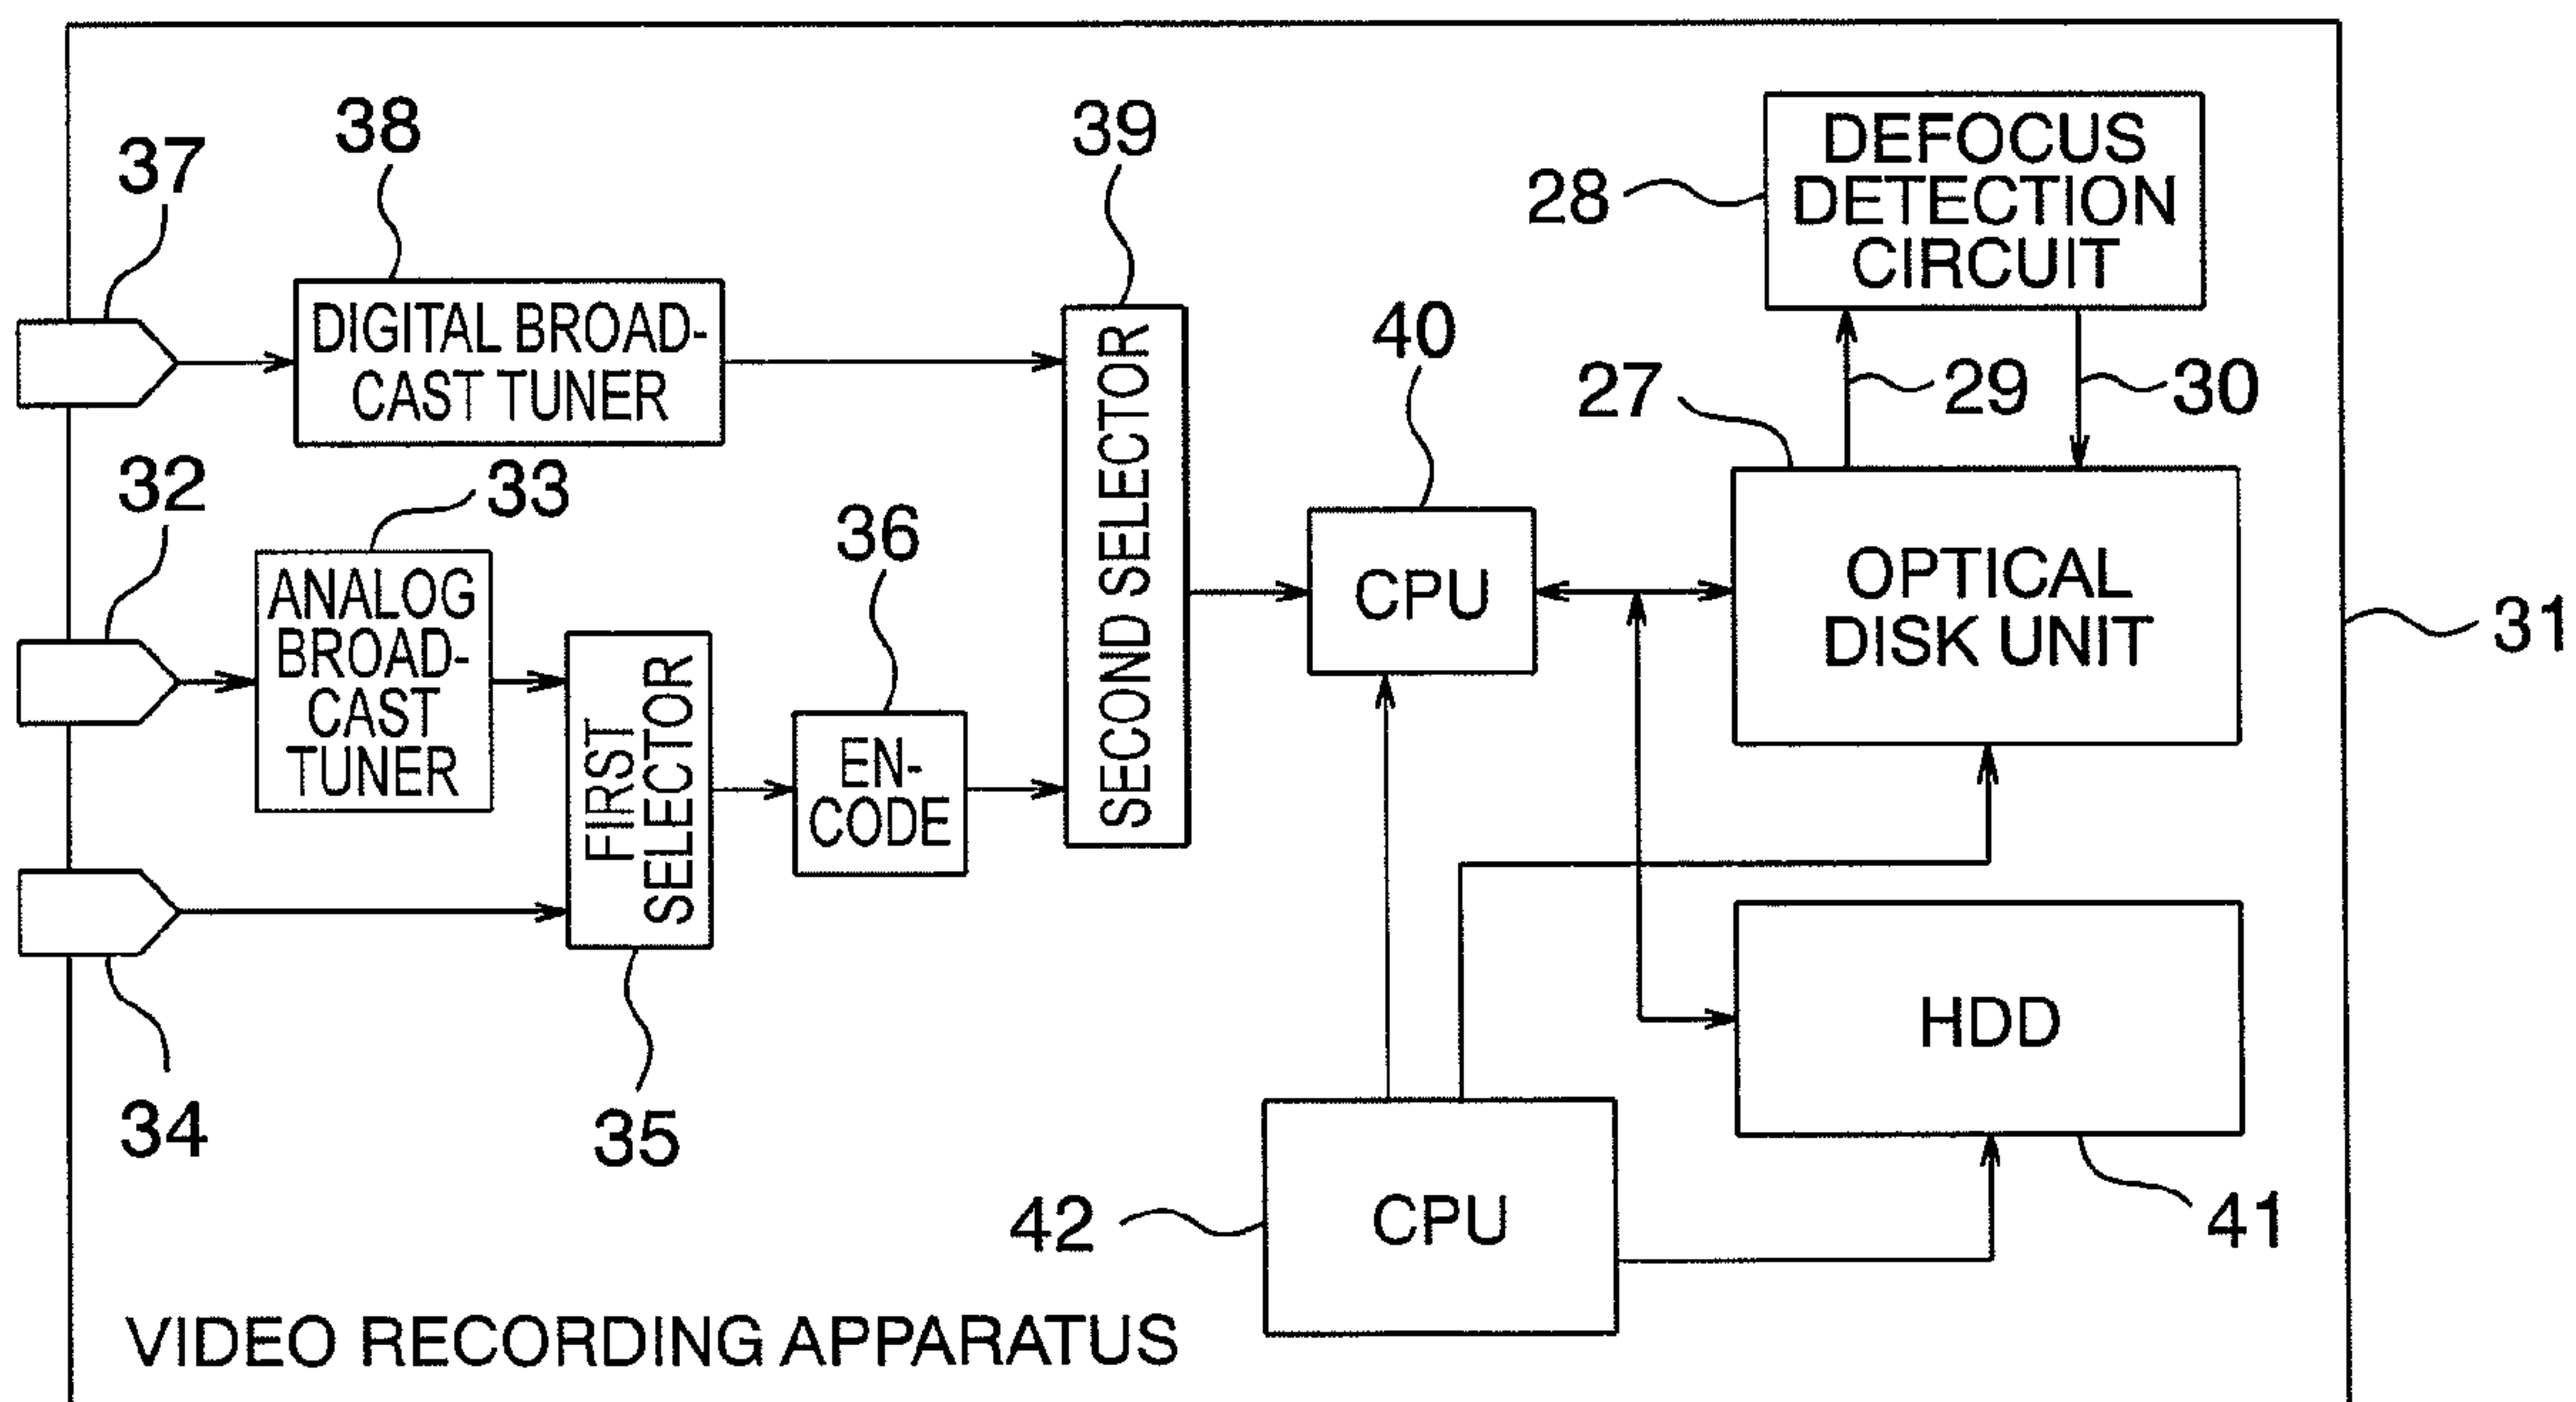 38
39
37
DEFOCUS
DETECTION
CIRCUIT
28
DIGITAL BROAD-
CAST TUNER
40
27
29
30
32
33
36
ANALOG
BROAD-
CAST
TUNER
FIRST
SELECTOR
EN-
CODE
SECOND SELECTOR
CPU
OPTICAL
DISK UNIT
31
34
35
HDD
42
CPU
41
VIDEO RECORDING APPARATUS